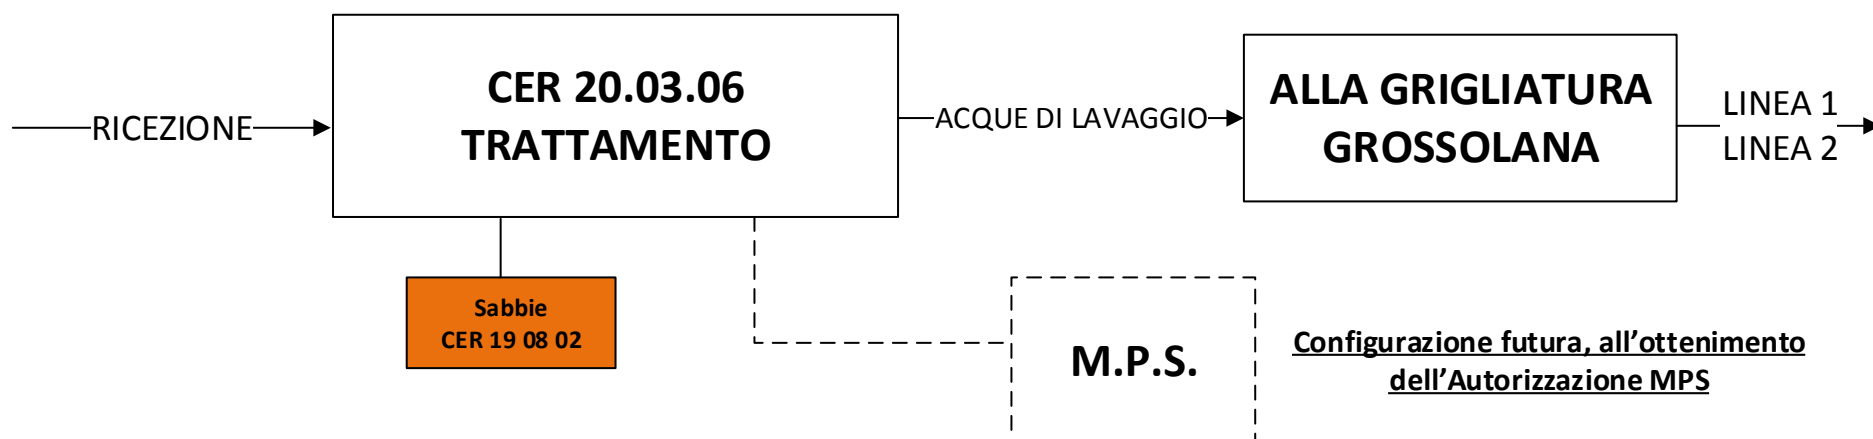 RICEZIONE
CER 20.03.06
TRATTAMENTO
ACQUE DI LAVAGGIO
ALLA GRIGLIATURA
GROSSOLANA
LINEA 1
LINEA 2
Sabbie
CER 19 08 02
M.P.S.
Configurazione futura, all’ottenimento
dell’Autorizzazione MPS